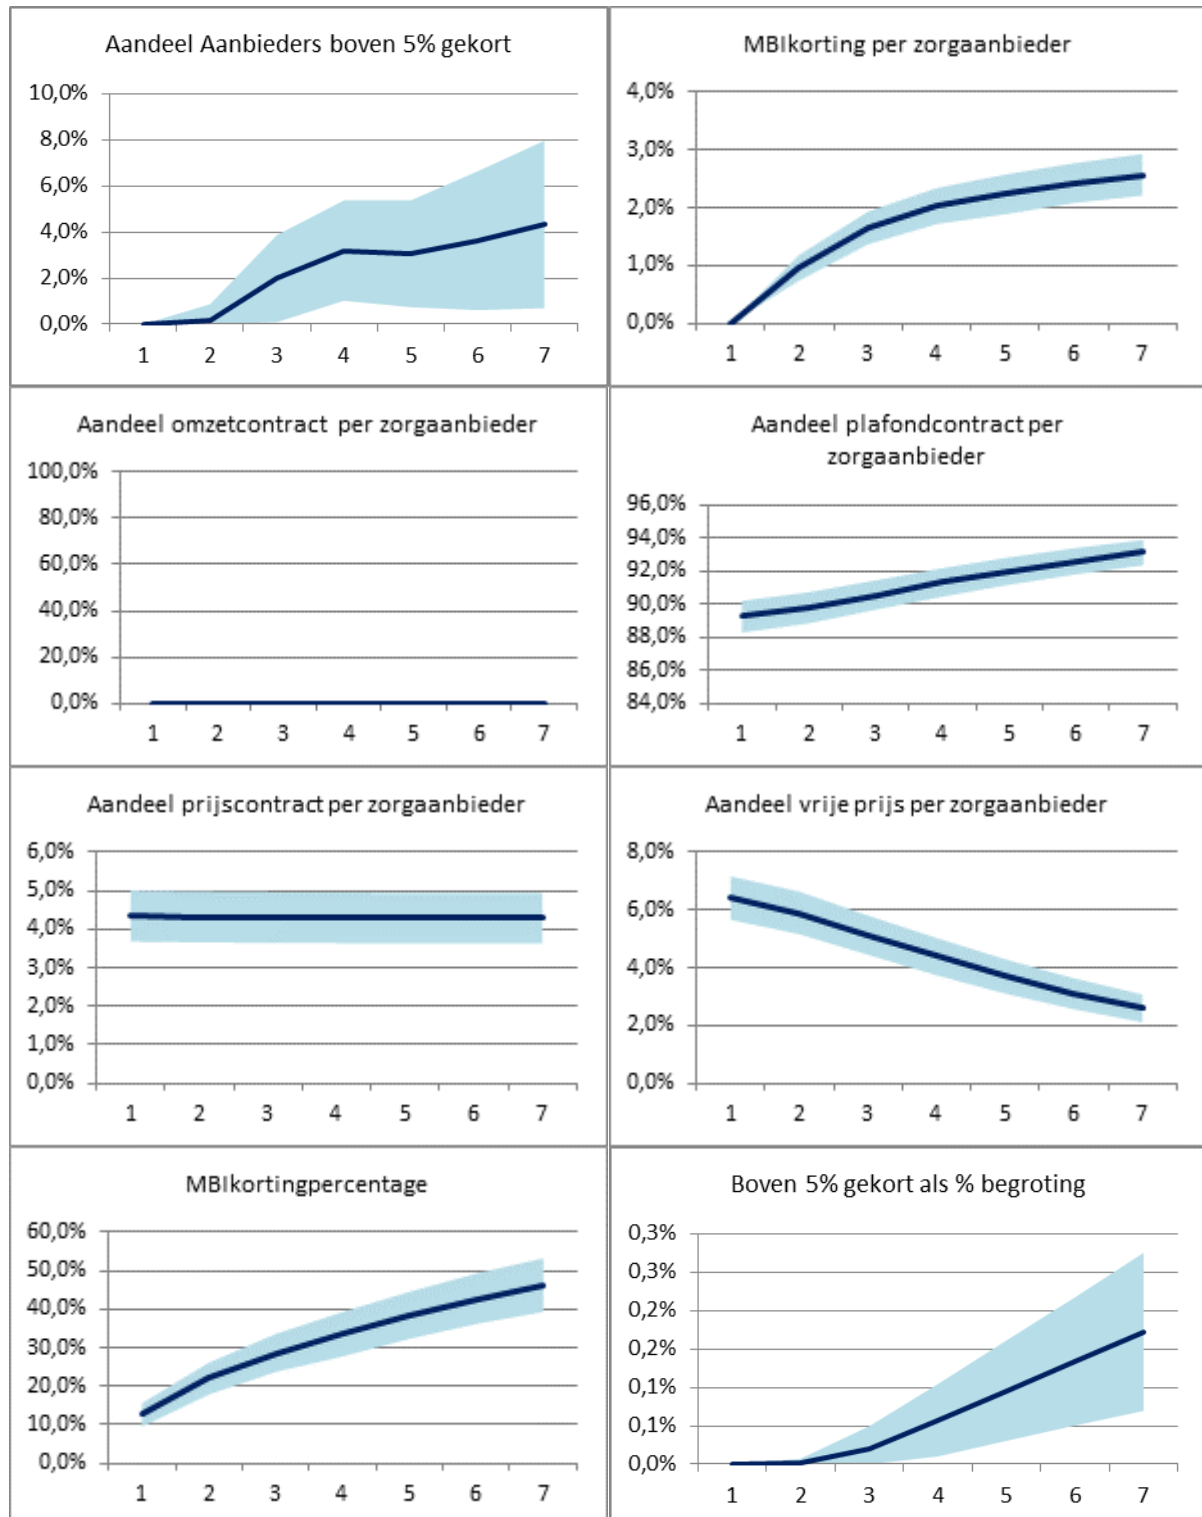 Aandeel Aanbieders boven 5% gekort
10,0%
8,0%
6,0%
4,0%
2,0%
0,0%
1 2 3 4 5 6 7
MBIkorting per zorgaanbieder
4,0%
3,0%
2,0%
1,0%
0,0%
1 2 3 4 5 6 7
Aandeel omzetcontract per zorgaanbieder
100,0%
80,0%
60,0%
40,0%
20,0%
0,0%
1 2 3 4 5 6 7
Aandeel plafondcontract per
zorgaanbieder
96,0%
94,0%
92,0%
90,0%
88,0%
86,0%
84,0%
1 2 3 4 5 6 7
Aandeel prijscontract per zorgaanbieder
6,0%
5,0%
4,0%
3,0%
2,0%
1,0%
0,0%
1 2 3 4 5 6 7
Aandeel vrije prijs per zorgaanbieder
8,0%
6,0%
4,0%
2,0%
0,0%
1 2 3 4 5 6 7
MBIkortingpercentage
60,0%
50,0%
40,0%
30,0%
20,0%
10,0%
0,0%
1 2 3 4 5 6 7
Boven 5% gekort als % begroting
0,3%
0,3%
0,2%
0,2%
0,1%
0,1%
0,0%
1 2 3 4 5 6 7